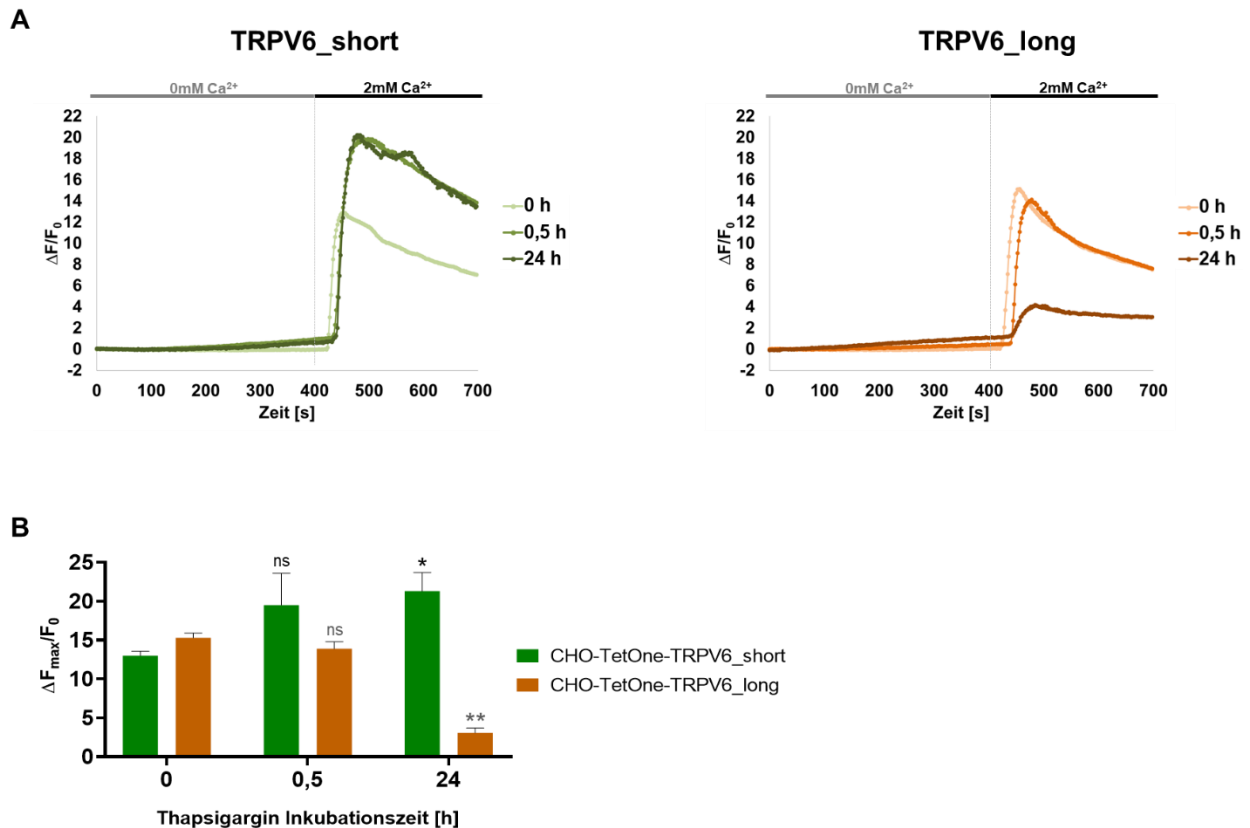 A
TRPV6_short
0mM Ca²⁺
2mM Ca²⁺
22
20
18
16
14
12
10
8
6
4
2
0
-2
ΔF/F₀
0 100 200 300 400 500 600 700
Zeit [s]
0 h
0,5 h
24 h
TRPV6_long
0mM Ca²⁺
2mM Ca²⁺
22
20
18
16
14
12
10
8
6
4
2
0
-2
ΔF/F₀
0 100 200 300 400 500 600 700
Zeit [s]
0 h
0,5 h
24 h
B
25
20
15
10
5
0
ΔFmax/F₀
ns
ns
*
**
0 0,5 24
Thapsigargin Inkubationszeit [h]
CHO-TetOne-TRPV6_short
CHO-TetOne-TRPV6_long